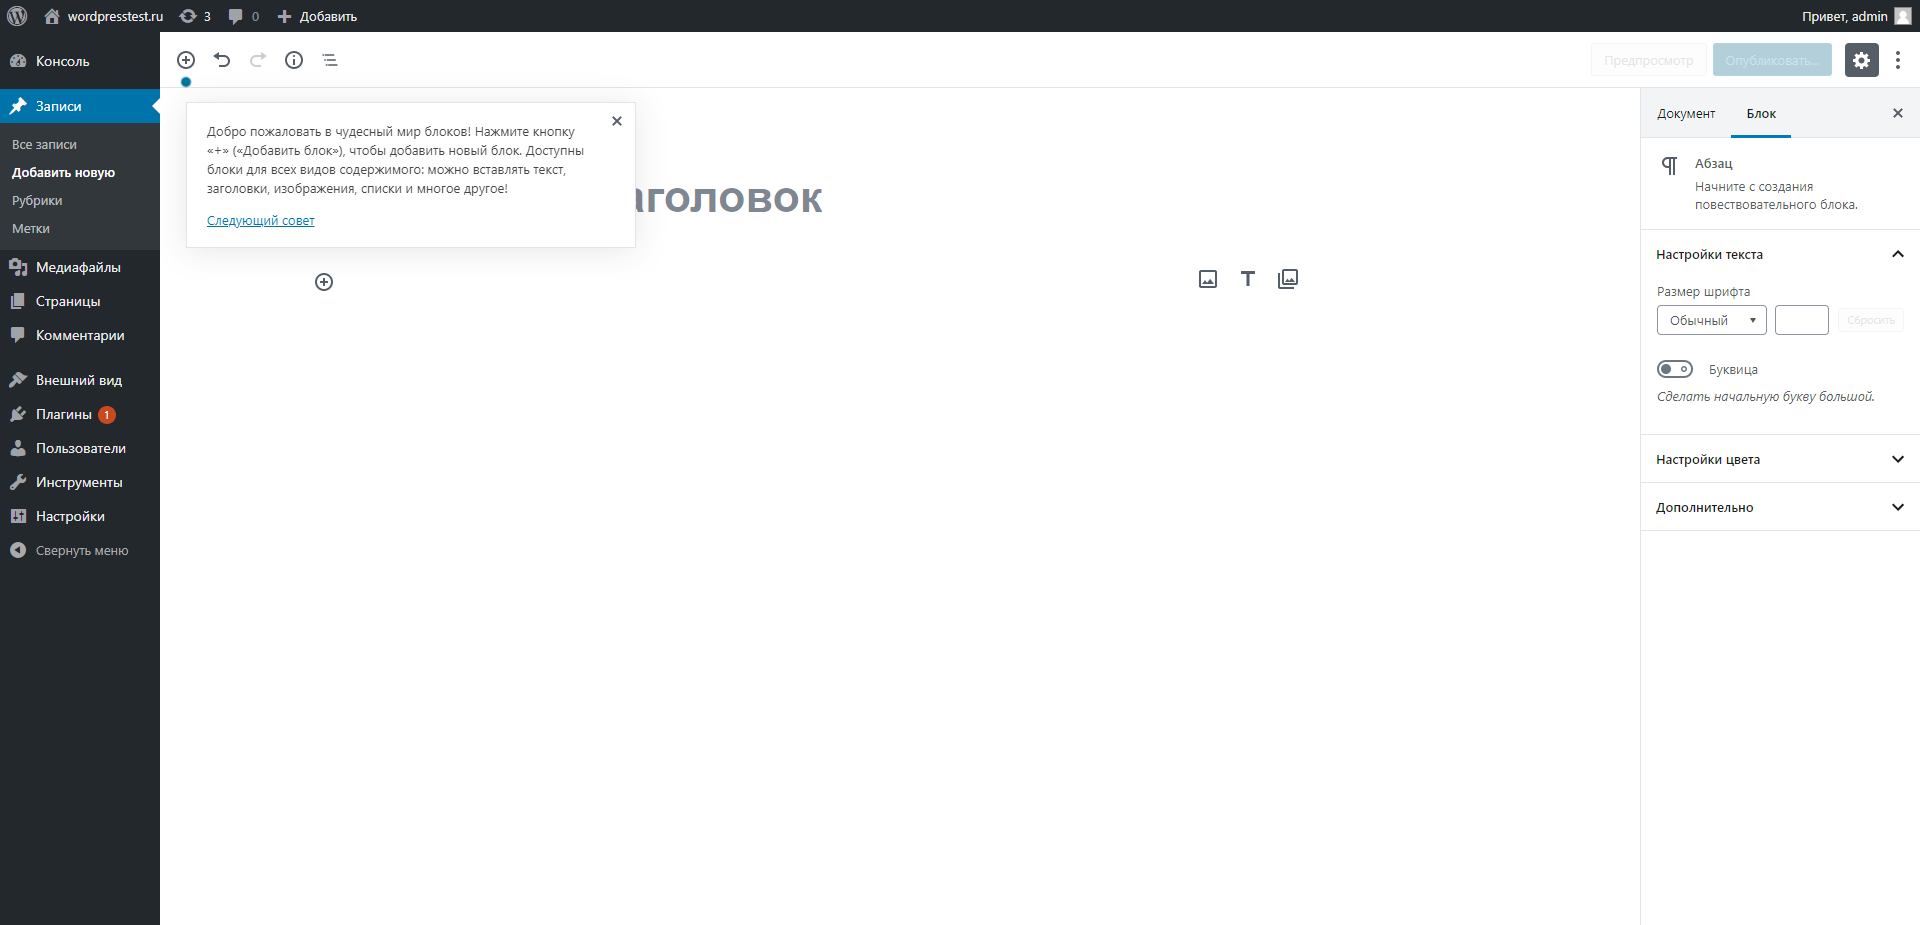 wordpresstest.ru 3 0 Добавить Привет, admin
Консоль
Записи
Все записи
Добавить новую
Рубрики
Метки
Медиафайлы
Страницы
Комментарии
Внешний вид
Плагины 1
Пользователи
Инструменты
Настройки
Свернуть меню
Предпросмотр Опубликовать...
Добро пожаловать в чудесный мир блоков! Нажмите кнопку
«+» («Добавить блок»), чтобы добавить новый блок. Доступны
блоки для всех видов содержимого: можно вставлять текст,
заголовки, изображения, списки и многое другое!
Следующий совет
аголовок
Документ Блок
Абзац
Начните с создания
повествовательного блока.
Настройки текста
Размер шрифта
Обычный Сбросить
Буквица
Сделать начальную букву большой.
Настройки цвета
Дополнительно